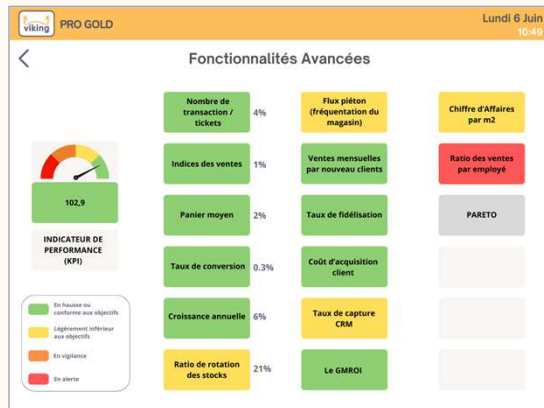 viking
PRO GOLD
Lundi 6 Juin
10:49
Fonctionnalités Avancées
102,9
INDICATEUR DE
PERFORMANCE
(KPI)
En hausse ou
conforme aux objectifs
Légèrement inférieur
aux objectifs
En vigilance
En alerte
Nombre de
transaction /
tickets
4%
Indices des ventes
1%
Panier moyen
2%
Taux de conversion
0.3%
Croissance annuelle
6%
Ratio de rotation
des stocks
21%
Flux piéton
(fréquentation du
magasin)
Ventes mensuelles
par nouveau clients
Taux de fidélisation
Coût d'acquisition
client
Taux de capture
CRM
Le GMROI
Chiffre d'Affaires
par m2
Ratio des ventes
par employé
PARETO